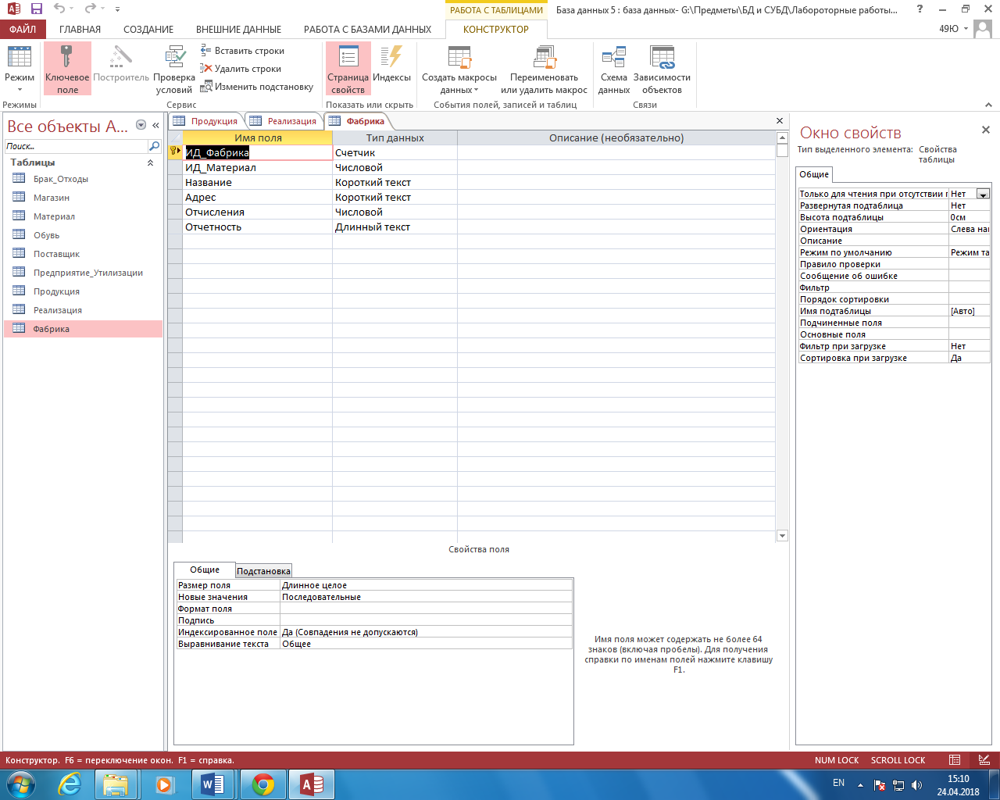 РАБОТА С ТАБЛИЦАМИ
База данных5 : база данных- G:\Предметы\БД и СУБД\Лабороторные работы...
ФАЙЛ ГЛАВНАЯ СОЗДАНИЕ ВНЕШНИЕ ДАННЫЕ РАБОТА С БАЗАМИ ДАННЫХ КОНСТРУКТОР
49Ю
Режим
Ключевое поле
Построитель
Проверка условий
Вставить строки
Удалить строки
Изменить подстановку
Страница свойств
Индексы
Создать макросы данных
Переименовать или удалить макрос
Схема данных
Зависимости объектов
Режимы Сервис Показать или скрыть События полей, записей и таблиц Связи
Все объекты A...
Поиск...
Таблицы
Брак_Отходы
Магазин
Материал
Обувь
Поставщик
Предприятие_Утилизации
Продукция
Реализация
Фабрика
Продукция Реализация Фабрика
Имя поля Тип данных Описание (необязательно)
ИД_Фабрика Счетчик
ИД_Материал Числовой
Название Короткий текст
Адрес Короткий текст
Отчисления Числовой
Отчетность Длинный текст
Свойства поля
Общие Подстановка
Размер поля Длинное целое
Новые значения Последовательные
Формат поля
Подпись
Индексированное поле Да (Совпадения не допускаются)
Выравнивание текста Общее
Имя поля может содержать не более 64
знаков (включая пробелы). Для получения
справки по именам полей нажмите клавишу
F1.
Окно свойств
Тип выделенного элемента: Свойства
таблицы
Общие
Только для чтения при отсутствии г Нет
Развернутая подтаблица Нет
Высота подтаблицы 0см
Ориентация Слева на
Описание
Режим по умолчанию Режим та
Правило проверки
Сообщение об ошибке
Фильтр
Порядок сортировки
Имя подтаблицы [Авто]
Подчиненные поля
Основные поля
Фильтр при загрузке Нет
Сортировка при загрузке Да
Конструктор. F6 = переключение окон. F1 = справка.
NUM LOCK SCROLL LOCK
EN
15:10
24.04.2018